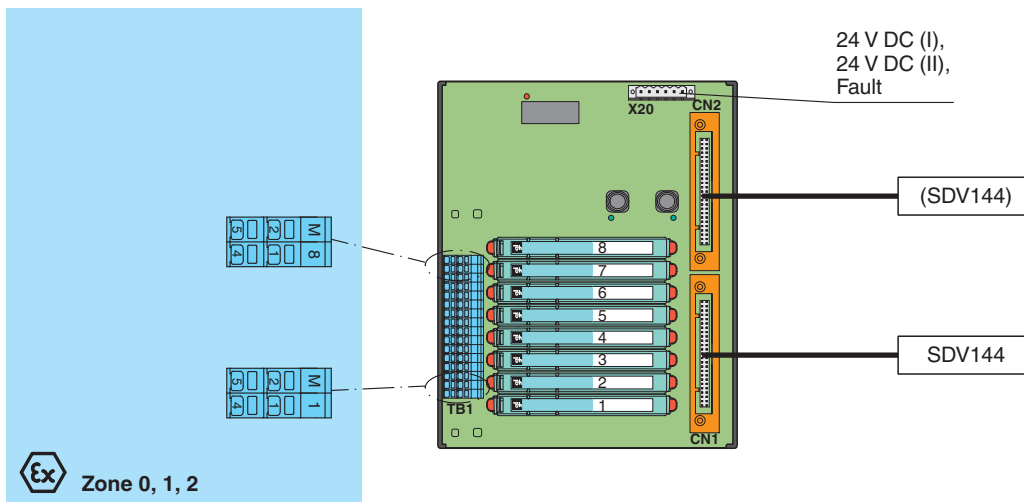 24 V DC (I),
24 V DC (II),
Fault
X20
CN2
(SDV144)
5 2 M
4 1 8
8
7
6
5
4
3
2
1
SDV144
5 2 M
4 1 1
TB1
CN1
Ex
Zone 0, 1, 2